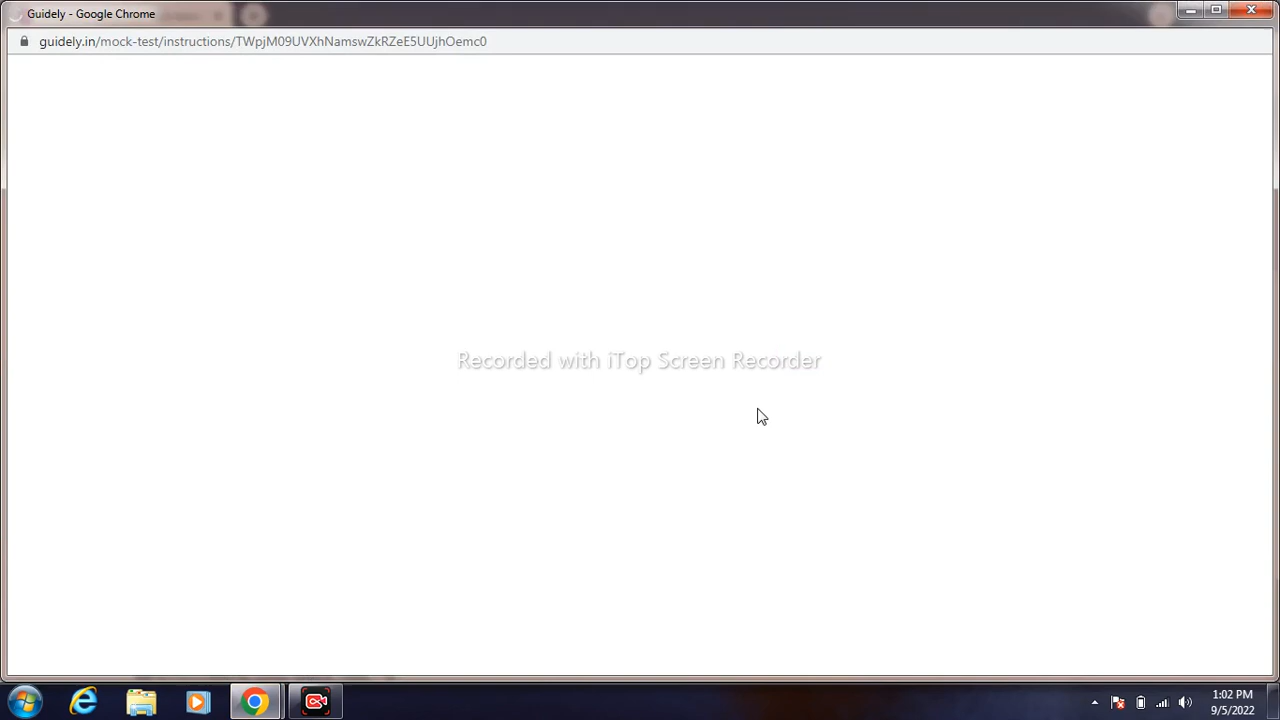 Guidely - Google Chrome
guidely.in/mock-test/instructions/TWpjM09UVXhNamswZkRZeE5UUjhOemc0
Recorded with iTop Screen Recorder
1:02 PM
9/5/2022